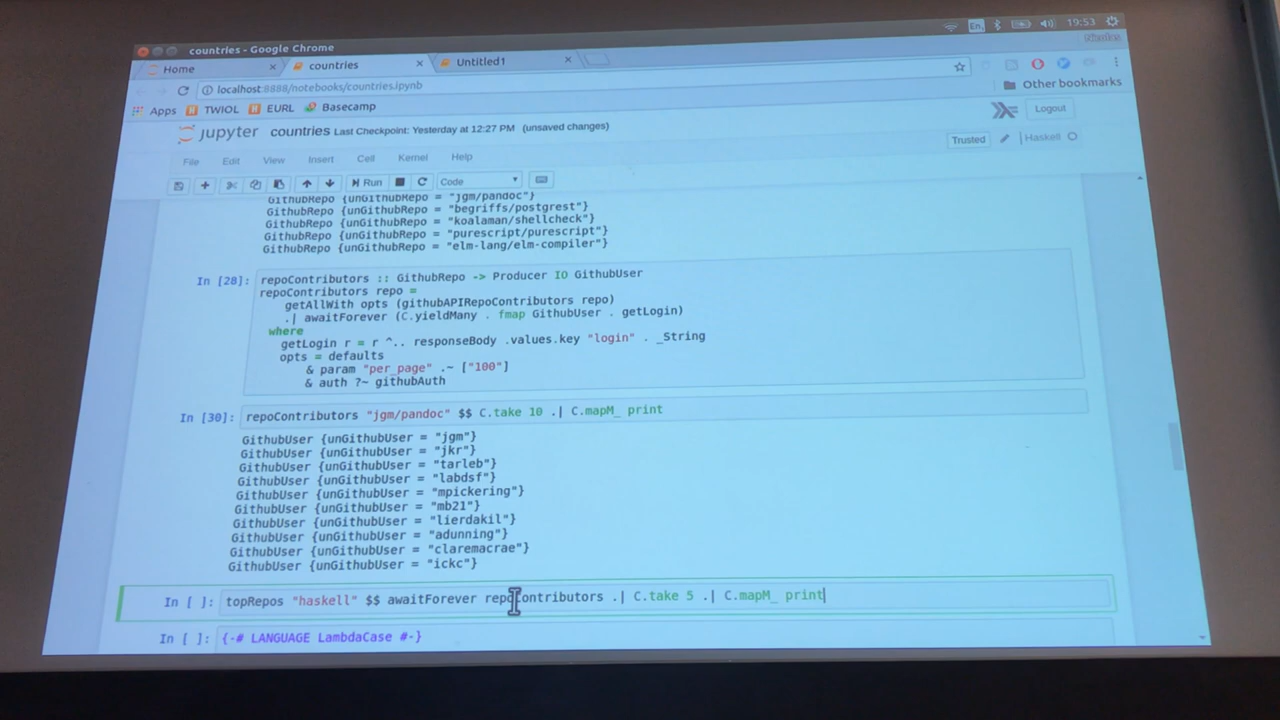 19:53
countries - Google Chrome
Home
countries
Untitled1
localhost:8888/notebooks/countries.ipynb
Apps TWIOL EURL Basecamp
Other bookmarks
jupyter countries Last Checkpoint: Yesterday at 12:27 PM (unsaved changes)
Logout
File Edit View Insert Cell Kernel Help
Trusted Haskell
Run Code
GithubRepo {unGithubRepo = "jgm/pandoc"}
GithubRepo {unGithubRepo = "begriffs/postgrest"}
GithubRepo {unGithubRepo = "koalaman/shellcheck"}
GithubRepo {unGithubRepo = "purescript/purescript"}
GithubRepo {unGithubRepo = "elm-lang/elm-compiler"}
In [28]: repoContributors :: GithubRepo -> Producer IO GithubUser
repoContributors repo =
getAllWith opts (githubAPIRepoContributors repo)
.| awaitForever (C.yieldMany . fmap GithubUser . getLogin)
where
getLogin r = r ^.. responseBody .values.key "login" . _String
opts = defaults
& param "per_page" .~ ["100"]
& auth ?~ githubAuth
In [30]: repoContributors "jgm/pandoc" $$ C.take 10 .| C.mapM_ print
GithubUser {unGithubUser = "jgm"}
GithubUser {unGithubUser = "jkr"}
GithubUser {unGithubUser = "tarleb"}
GithubUser {unGithubUser = "labdsf"}
GithubUser {unGithubUser = "mpickering"}
GithubUser {unGithubUser = "mb21"}
GithubUser {unGithubUser = "lierdakil"}
GithubUser {unGithubUser = "adunning"}
GithubUser {unGithubUser = "claremacrae"}
GithubUser {unGithubUser = "ickc"}
In [ ]: topRepos "haskell" $$ awaitForever repoContributors .| C.take 5 .| C.mapM_ print
In [ ]: {-# LANGUAGE LambdaCase #-}